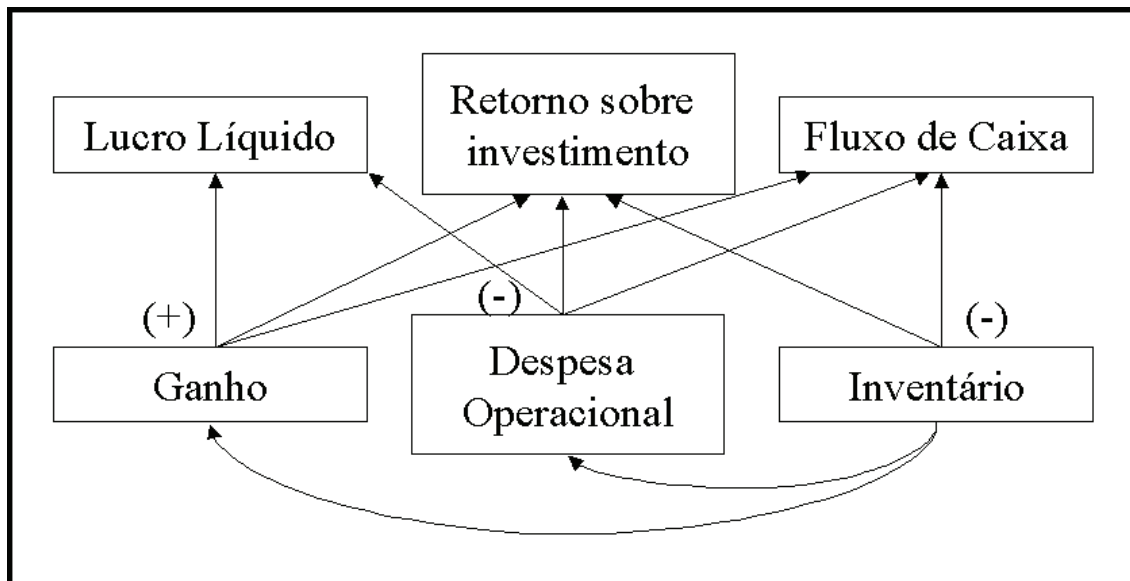 Lucro Líquido
Retorno sobre
investimento
Fluxo de Caixa
(+)
(-)
(-)
Ganho
Despesa
Operacional
Inventário